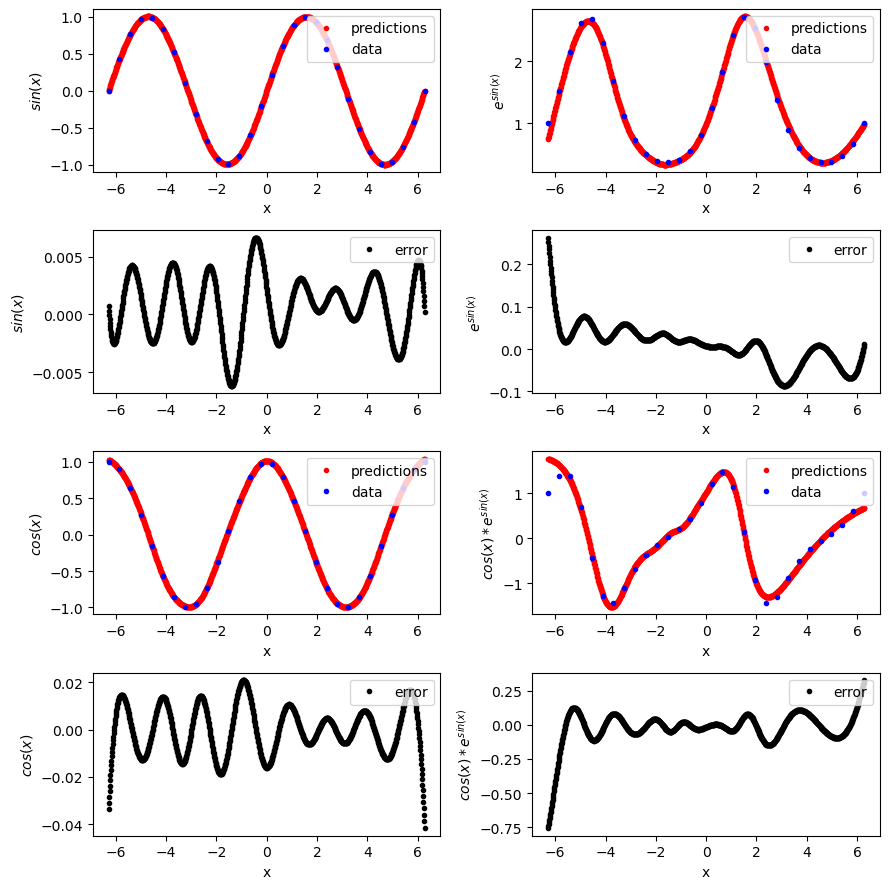 1.0
0.5
0.0
−0.5
−1.0
sin(x)
−6 −4 −2 0 2 4 6
x
predictions
data
2
1
e^{sin(x)}
−6 −4 −2 0 2 4 6
x
predictions
data
0.005
0.000
−0.005
sin(x)
−6 −4 −2 0 2 4 6
x
error
0.2
0.1
0.0
−0.1
e^{sin(x)}
−6 −4 −2 0 2 4 6
x
error
1.0
0.5
0.0
−0.5
−1.0
cos(x)
−6 −4 −2 0 2 4 6
x
predictions
data
1
0
−1
cos(x) * e^{sin(x)}
−6 −4 −2 0 2 4 6
x
predictions
data
0.02
0.00
−0.02
−0.04
cos(x)
−6 −4 −2 0 2 4 6
x
error
0.25
0.00
−0.25
−0.50
−0.75
cos(x) * e^{sin(x)}
−6 −4 −2 0 2 4 6
x
error